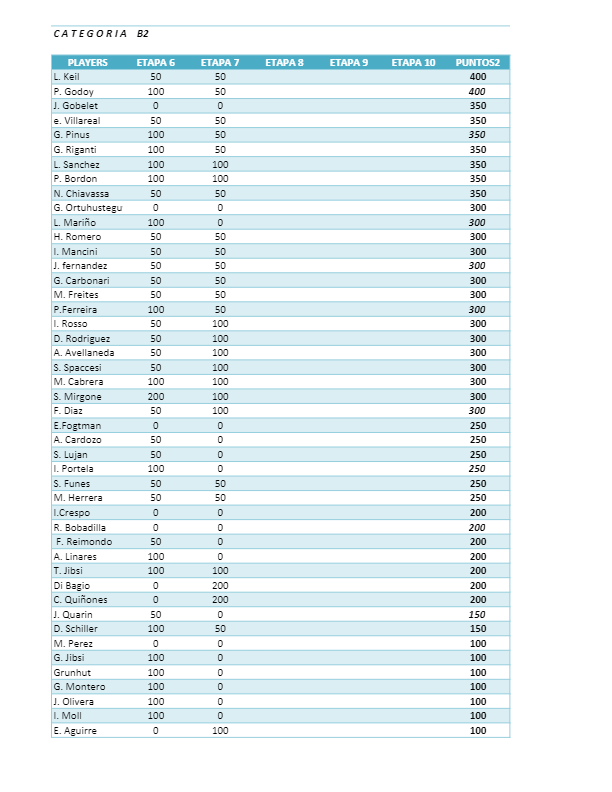 CATEGORIA B2
PLAYERS ETAPA 6 ETAPA 7 ETAPA 8 ETAPA 9 ETAPA 10 PUNTOS2
L. Keil 50 50 400
P. Godoy 100 50 400
J. Gobelet 0 0 350
e. Villareal 50 50 350
G. Pinus 100 50 350
G. Riganti 100 50 350
L. Sanchez 100 100 350
P. Bordon 100 100 350
N. Chiavassa 50 50 350
G. Ortuhustegu 0 0 300
L. Mariño 100 0 300
H. Romero 50 50 300
I. Mancini 50 50 300
J. fernandez 50 50 300
G. Carbonari 50 50 300
M. Freites 50 50 300
P.Ferreira 100 50 300
I. Rosso 50 100 300
D. Rodriguez 50 100 300
A. Avellaneda 50 100 300
S. Spaccesi 50 100 300
M. Cabrera 100 100 300
S. Mirgone 200 100 300
F. Diaz 50 100 300
E.Fogtman 0 0 250
A. Cardozo 50 0 250
S. Lujan 50 0 250
I. Portela 100 0 250
S. Funes 50 50 250
M. Herrera 50 50 250
I.Crespo 0 0 200
R. Bobadilla 0 0 200
F. Reimondo 50 0 200
A. Linares 100 0 200
T. Jibsi 100 100 200
Di Bagio 0 200 200
C. Quiñones 0 200 200
J. Quarin 50 0 150
D. Schiller 100 50 150
M. Perez 0 0 100
G. Jibsi 100 0 100
Grunhut 100 0 100
G. Montero 100 0 100
J. Olivera 100 0 100
I. Moll 100 0 100
E. Aguirre 0 100 100